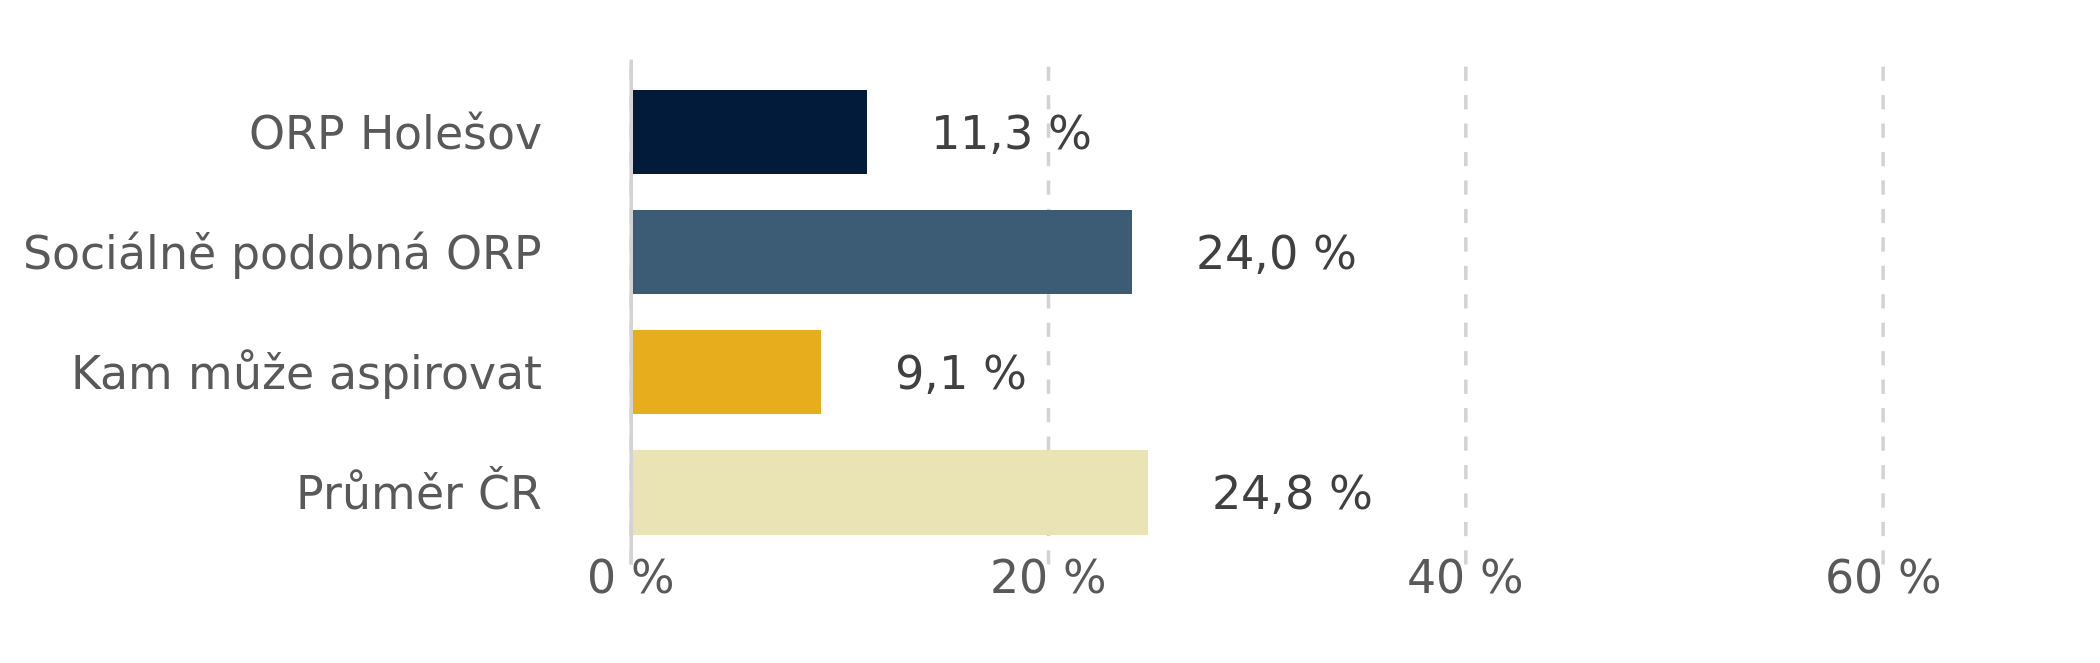 ORP Holešov 11,3 %
Sociálně podobná ORP 24,0 %
Kam může aspirovat 9,1 %
Průměr ČR 24,8 %
0 % 20 % 40 % 60 %